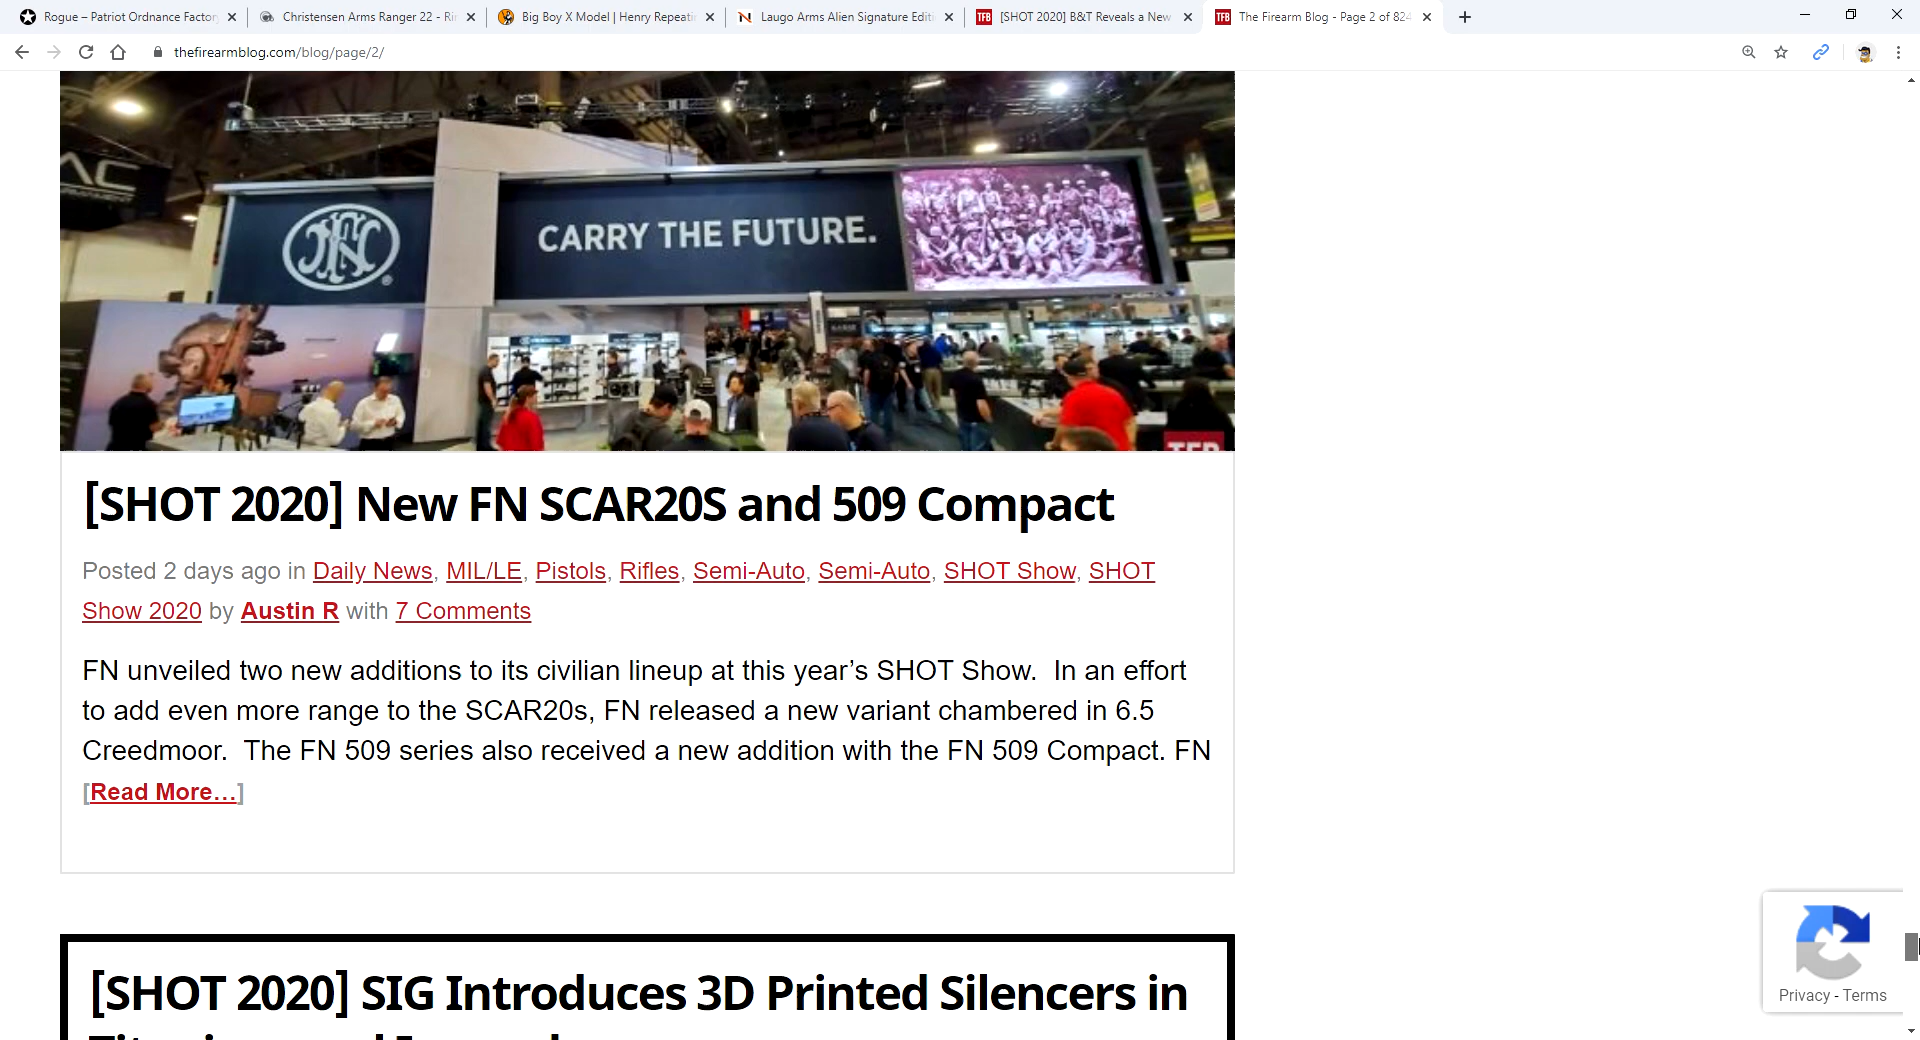 Rogue – Patriot Ordnance Factor
Christensen Arms Ranger 22 - Ri
Big Boy X Model | Henry Repeati
Laugo Arms Alien Signature Editi
TFB
[SHOT 2020] B&T Reveals a New
TFB
The Firearm Blog - Page 2 of 824
thefirearmblog.com/blog/page/2/
AC
FN
CARRY THE FUTURE.
TFB
[SHOT 2020] New FN SCAR20S and 509 Compact
Posted 2 days ago in Daily News, MIL/LE, Pistols, Rifles, Semi-Auto, Semi-Auto, SHOT Show, SHOT
Show 2020 by Austin R with 7 Comments
FN unveiled two new additions to its civilian lineup at this year’s SHOT Show.  In an effort
to add even more range to the SCAR20s, FN released a new variant chambered in 6.5
Creedmoor.  The FN 509 series also received a new addition with the FN 509 Compact. FN
[Read More…]
[SHOT 2020] SIG Introduces 3D Printed Silencers in
Privacy - Terms